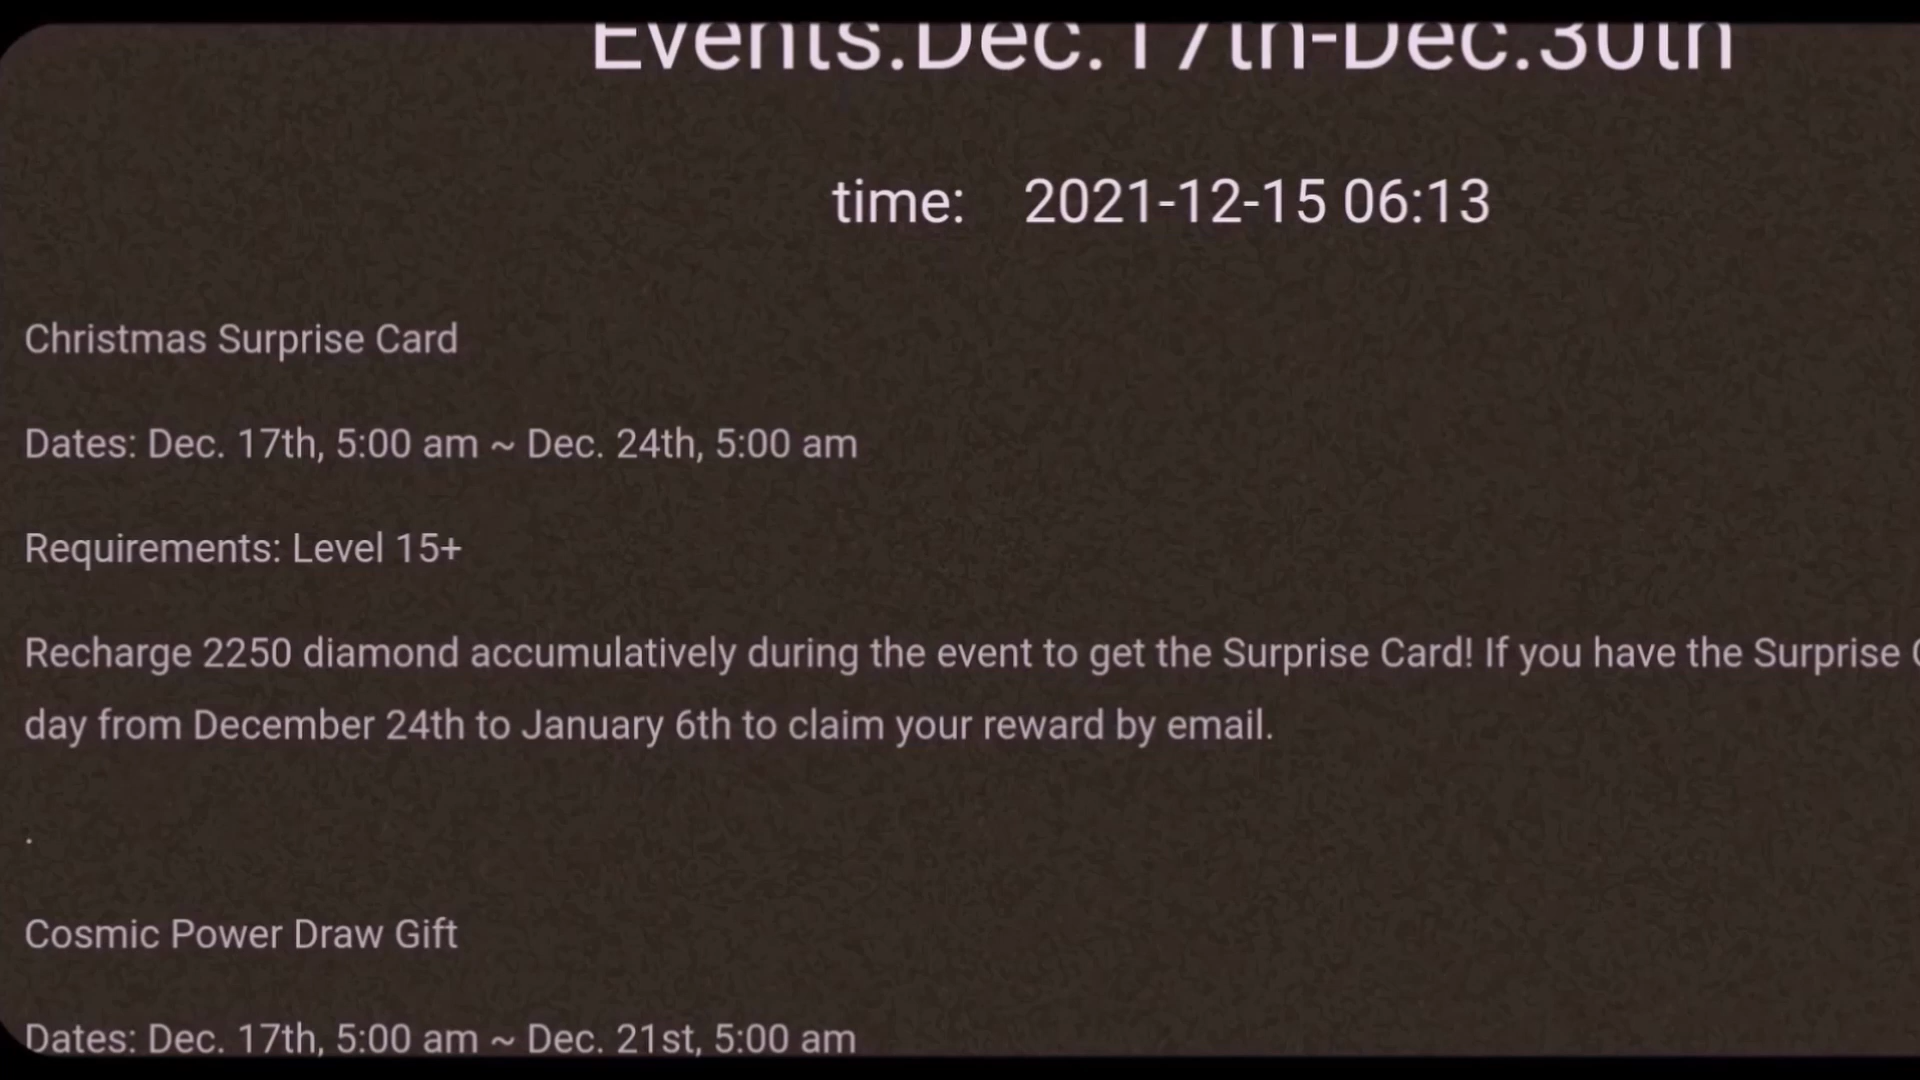 Events.Dec.17th-Dec.30th
time: 2021-12-15 06:13
Christmas Surprise Card
Dates: Dec. 17th, 5:00 am ~ Dec. 24th, 5:00 am
Requirements: Level 15+
Recharge 2250 diamond accumulatively during the event to get the Surprise Card! If you have the Surprise
day from December 24th to January 6th to claim your reward by email.
.
Cosmic Power Draw Gift
Dates: Dec. 17th, 5:00 am ~ Dec. 21st, 5:00 am